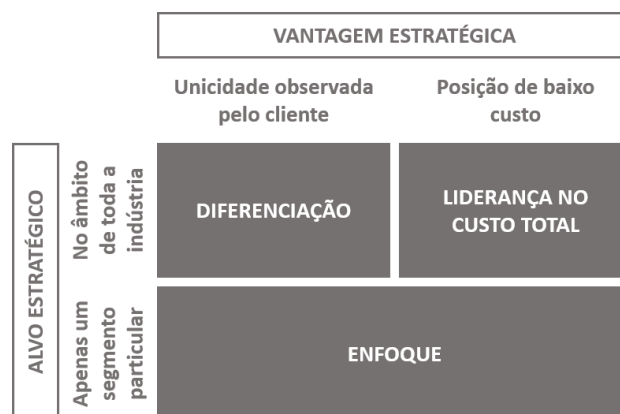 VANTAGEM ESTRATÉGICA
Unicidade observada
pelo cliente
Posição de baixo
custo
ALVO ESTRATÉGICO
No âmbito
de toda a
indústria
DIFERENCIAÇÃO
LIDERANÇA NO
CUSTO TOTAL
Apenas um
segmento
particular
ENFOQUE